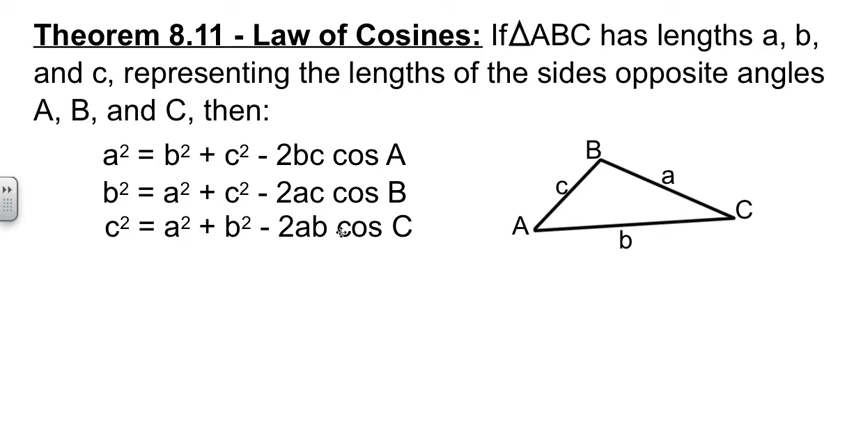 Theorem 8.11 - Law of Cosines: If△ABC has lengths a, b,
and c, representing the lengths of the sides opposite angles
A, B, and C, then:
a² = b² + c² - 2bc cos A
b² = a² + c² - 2ac cos B
c² = a² + b² - 2ab cos C
B
a
c
C
A
b